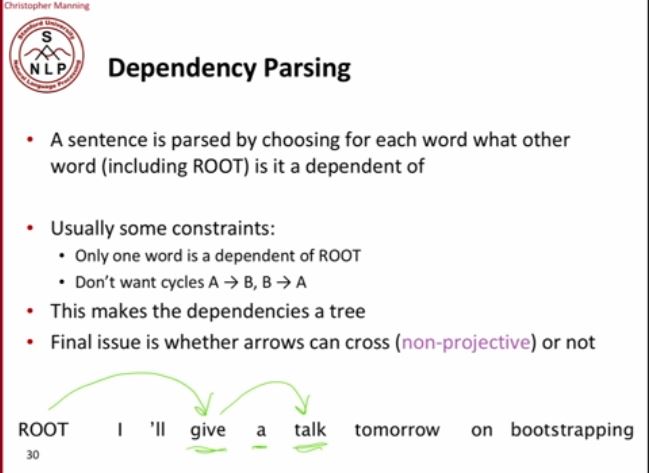 Christopher Manning
Stanford University
S
NLP
Natural Language Processing
Dependency Parsing
• A sentence is parsed by choosing for each word what other
word (including ROOT) is it a dependent of
• Usually some constraints:
• Only one word is a dependent of ROOT
• Don't want cycles A → B, B → A
• This makes the dependencies a tree
• Final issue is whether arrows can cross (non-projective) or not
ROOT I 'll give a talk tomorrow on bootstrapping
30